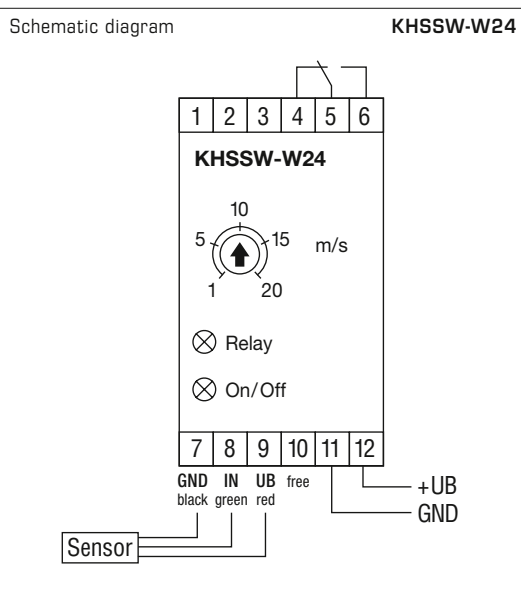 Schematic diagram KHSSW-W24
1 2 3 4 5 6
KHSSW-W24
10
5 15 m/s
1 20
Relay
On/Off
7 8 9 10 11 12
GND IN UB free
black green red
+UB
GND
Sensor